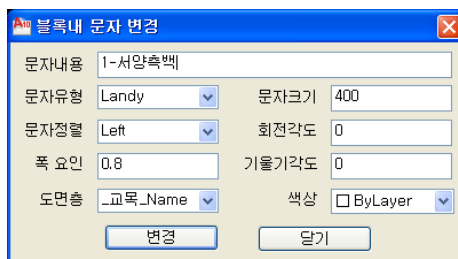 A10 블록내 문자 변경
문자내용 1-서양측백
문자유형 Landy 문자크기 400
문자정렬 Left 회전각도 0
폭 요인 0.8 기울기각도 0
도면층 _교목_Name 색상 ByLayer
변경 닫기